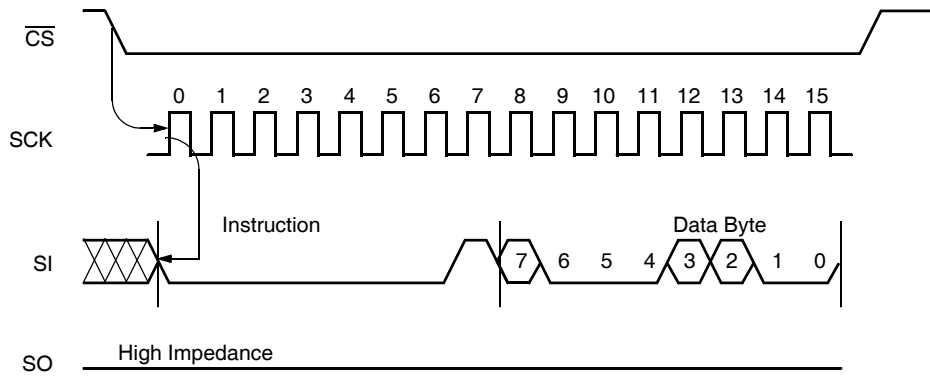 CS
0 1 2 3 4 5 6 7 8 9 10 11 12 13 14 15
SCK
Instruction
Data Byte
SI
7 6 5 4 3 2 1 0
High Impedance
SO